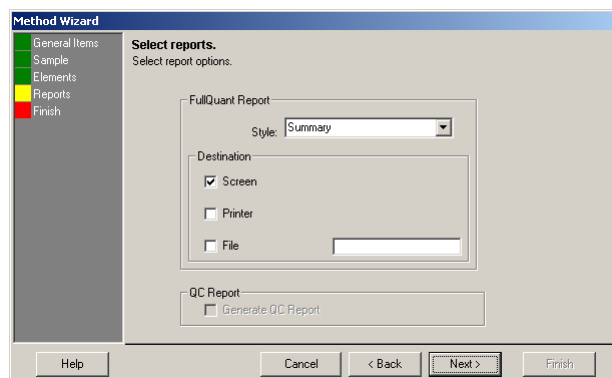 Method Wizard
General Items
Sample
Elements
Reports
Finish
Select reports.
Select report options.
FullQuant Report
Style: Summary
Destination
Screen
Printer
File
QC Report
Generate QC Report
Help Cancel < Back Next > Finish